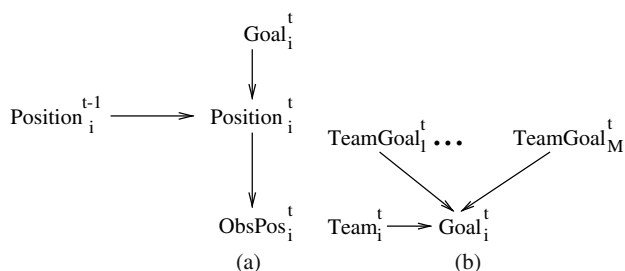 Goal_i^t
Position_i^{t-1} Position_i^t
TeamGoal_1^t ... TeamGoal_M^t
ObsPos_i^t Team_i^t Goal_i^t
(a) (b)